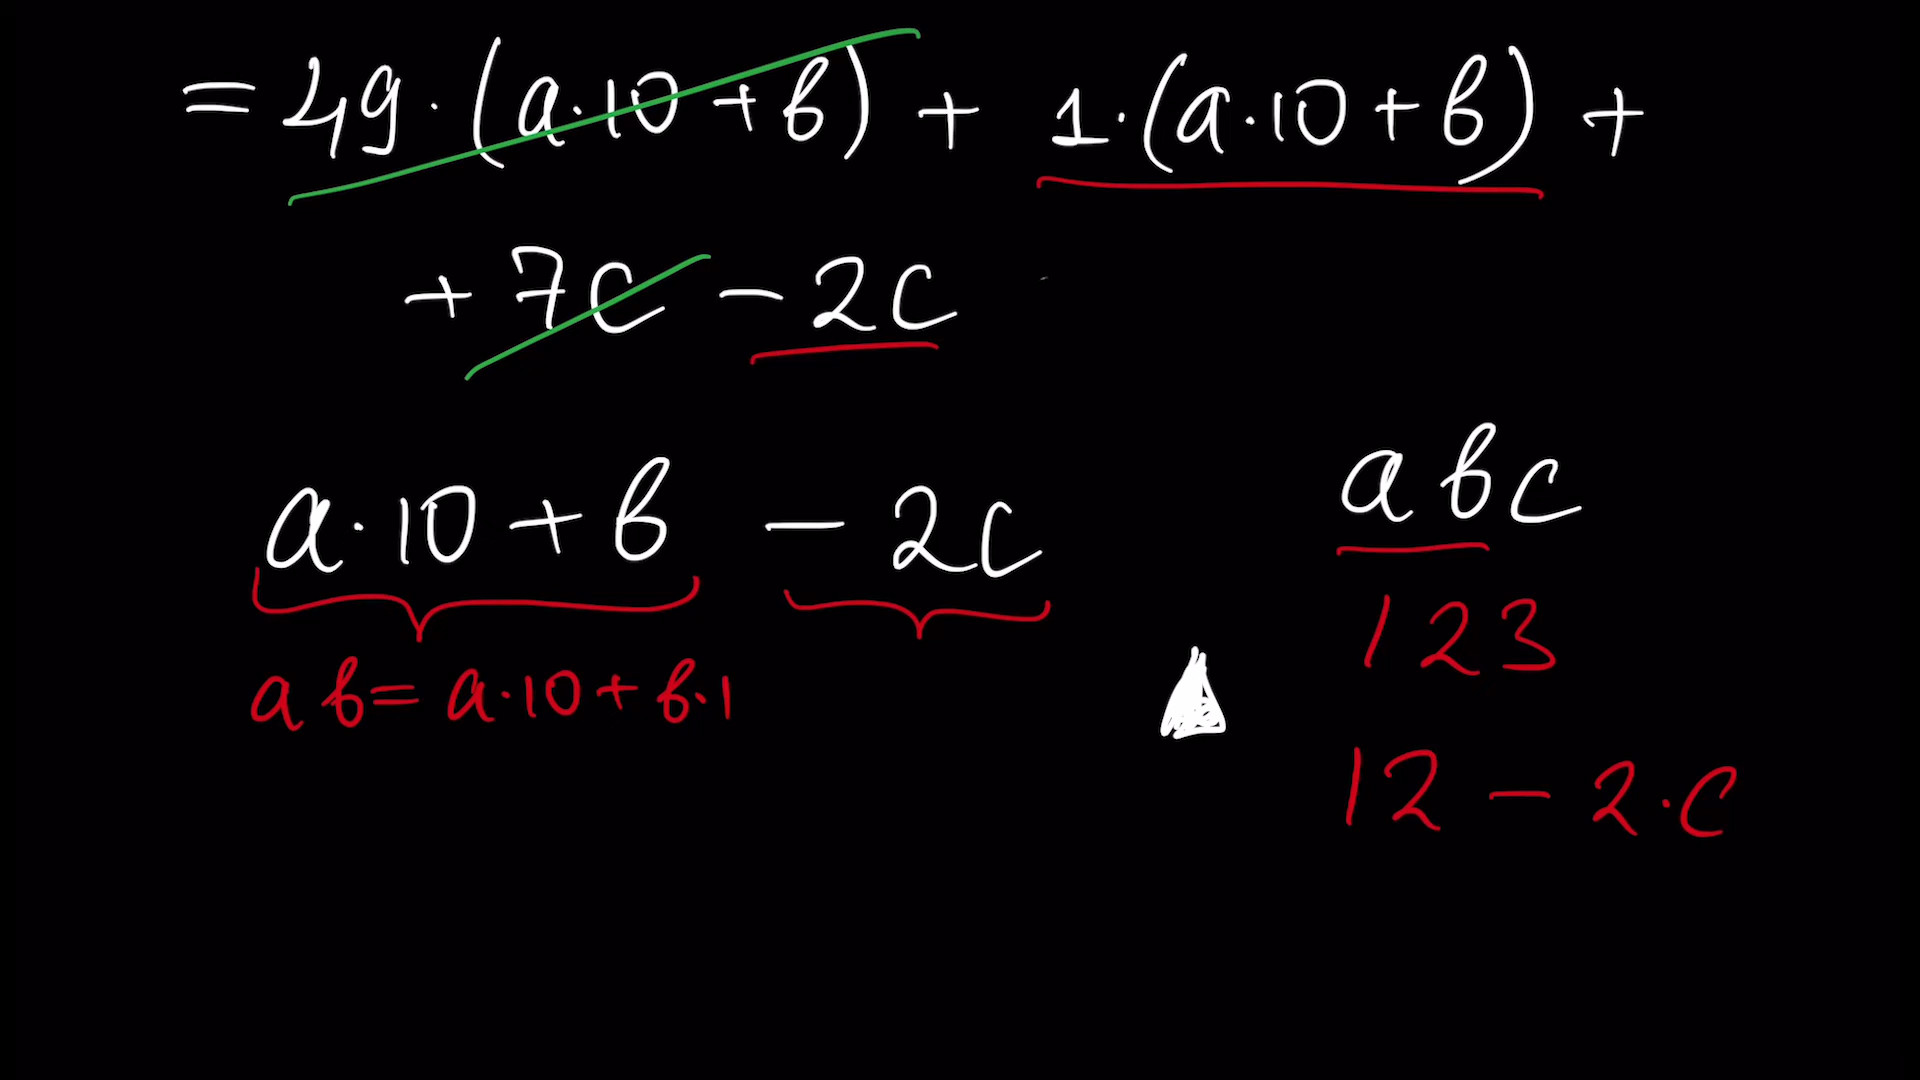 = 49·(a·10+b) + 1·(a·10+b) +
+ 7c - 2c
a·10+b - 2c
ab= a·10+b·1
abc
123
12 - 2·c